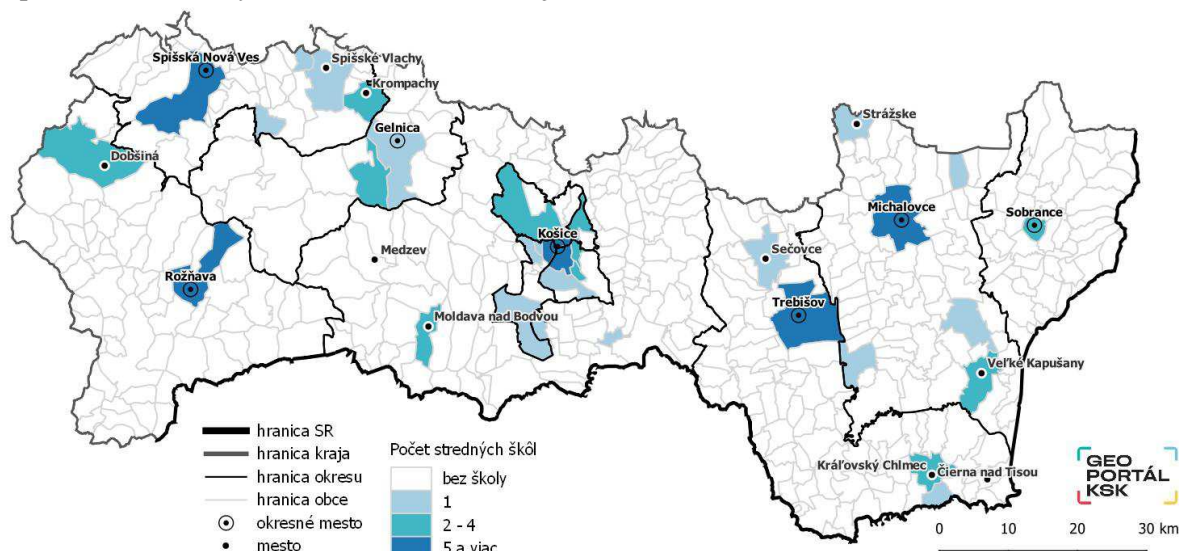 Spišská Nová Ves
Spišské Vlachy
Krompachy
Gelnica
Dobšiná
Strážske
Michalovce
Sobrance
Košice
Medzev
Sečovce
Rožňava
Trebišov
Moldava nad Bodvou
Veľké Kapušany
Kráľovský Chlmec
Čierna nad Tisou
hranica SR
hranica kraja
hranica okresu
hranica obce
okresné mesto
mesto
Počet stredných škôl
bez školy
1
2 - 4
5 a viac
GEO
PORTÁL
KSK
0 10 20 30 km